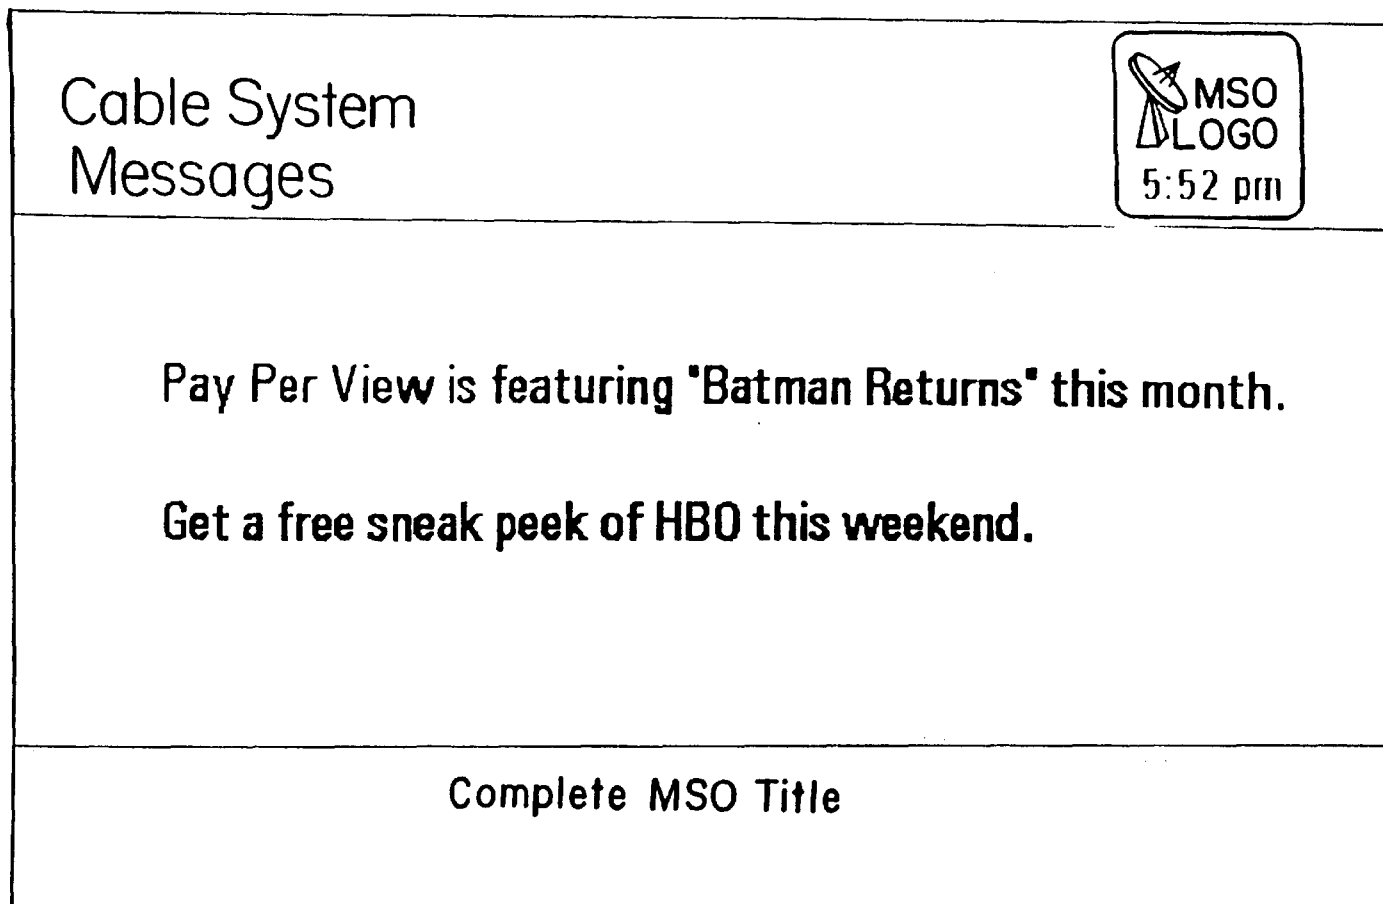 Cable System
Messages
MSO
LOGO
5:52 pm
Pay Per View is featuring "Batman Returns" this month.
Get a free sneak peek of HBO this weekend.
Complete MSO Title